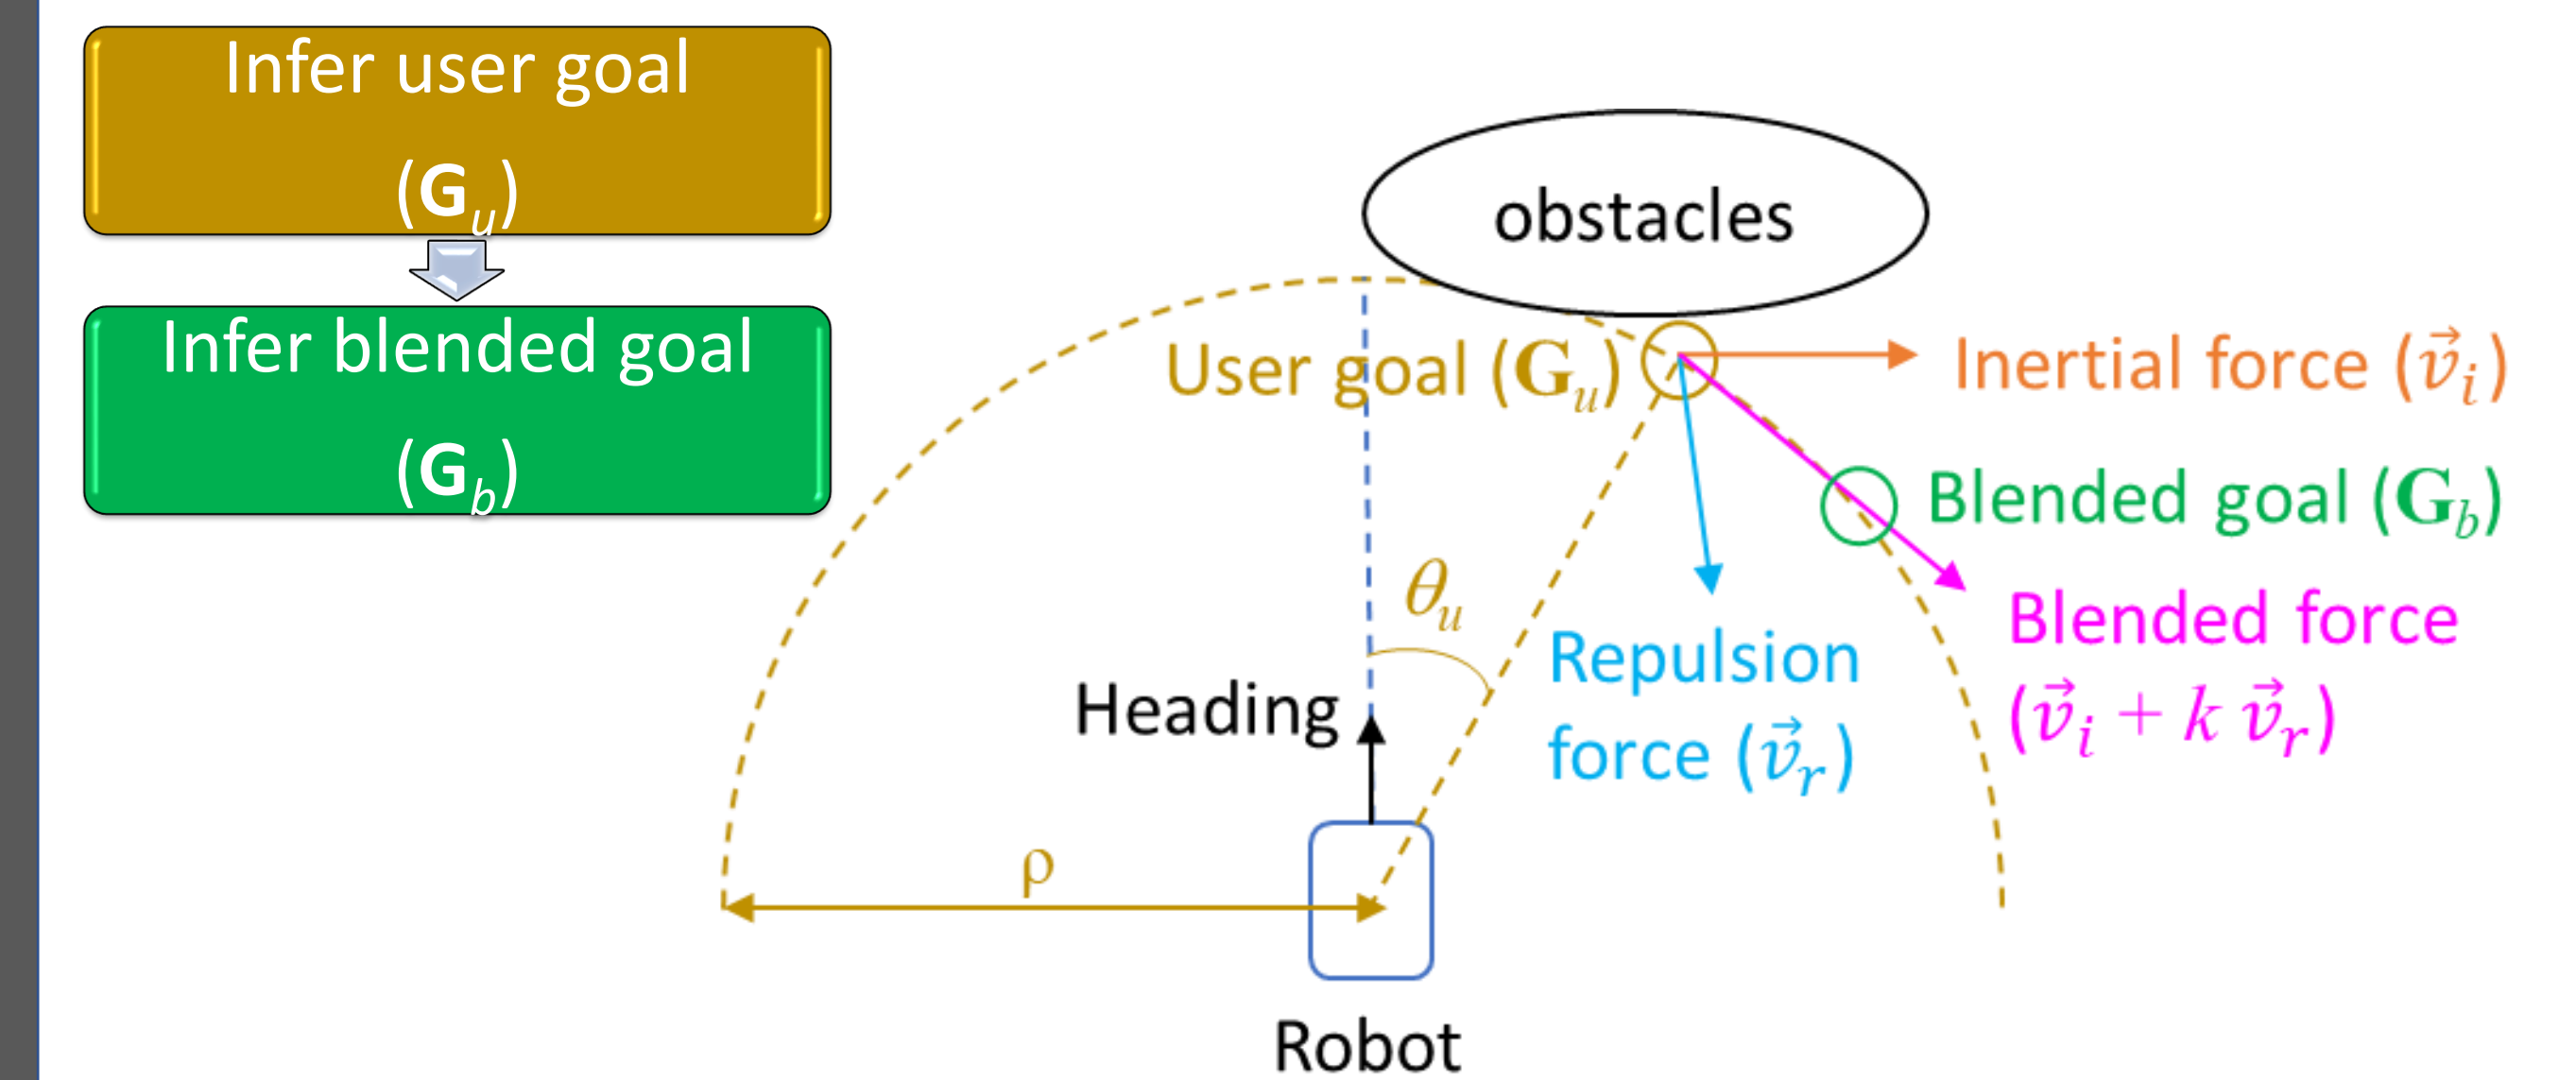 Infer user goal
(G_u)
Infer blended goal
(G_b)
obstacles
User goal (G_u)
Inertial force (v⃗_i)
Blended goal (G_b)
θ_u
Blended force
(v⃗_i + k v⃗_r)
Repulsion
force (v⃗_r)
Heading
ρ
Robot